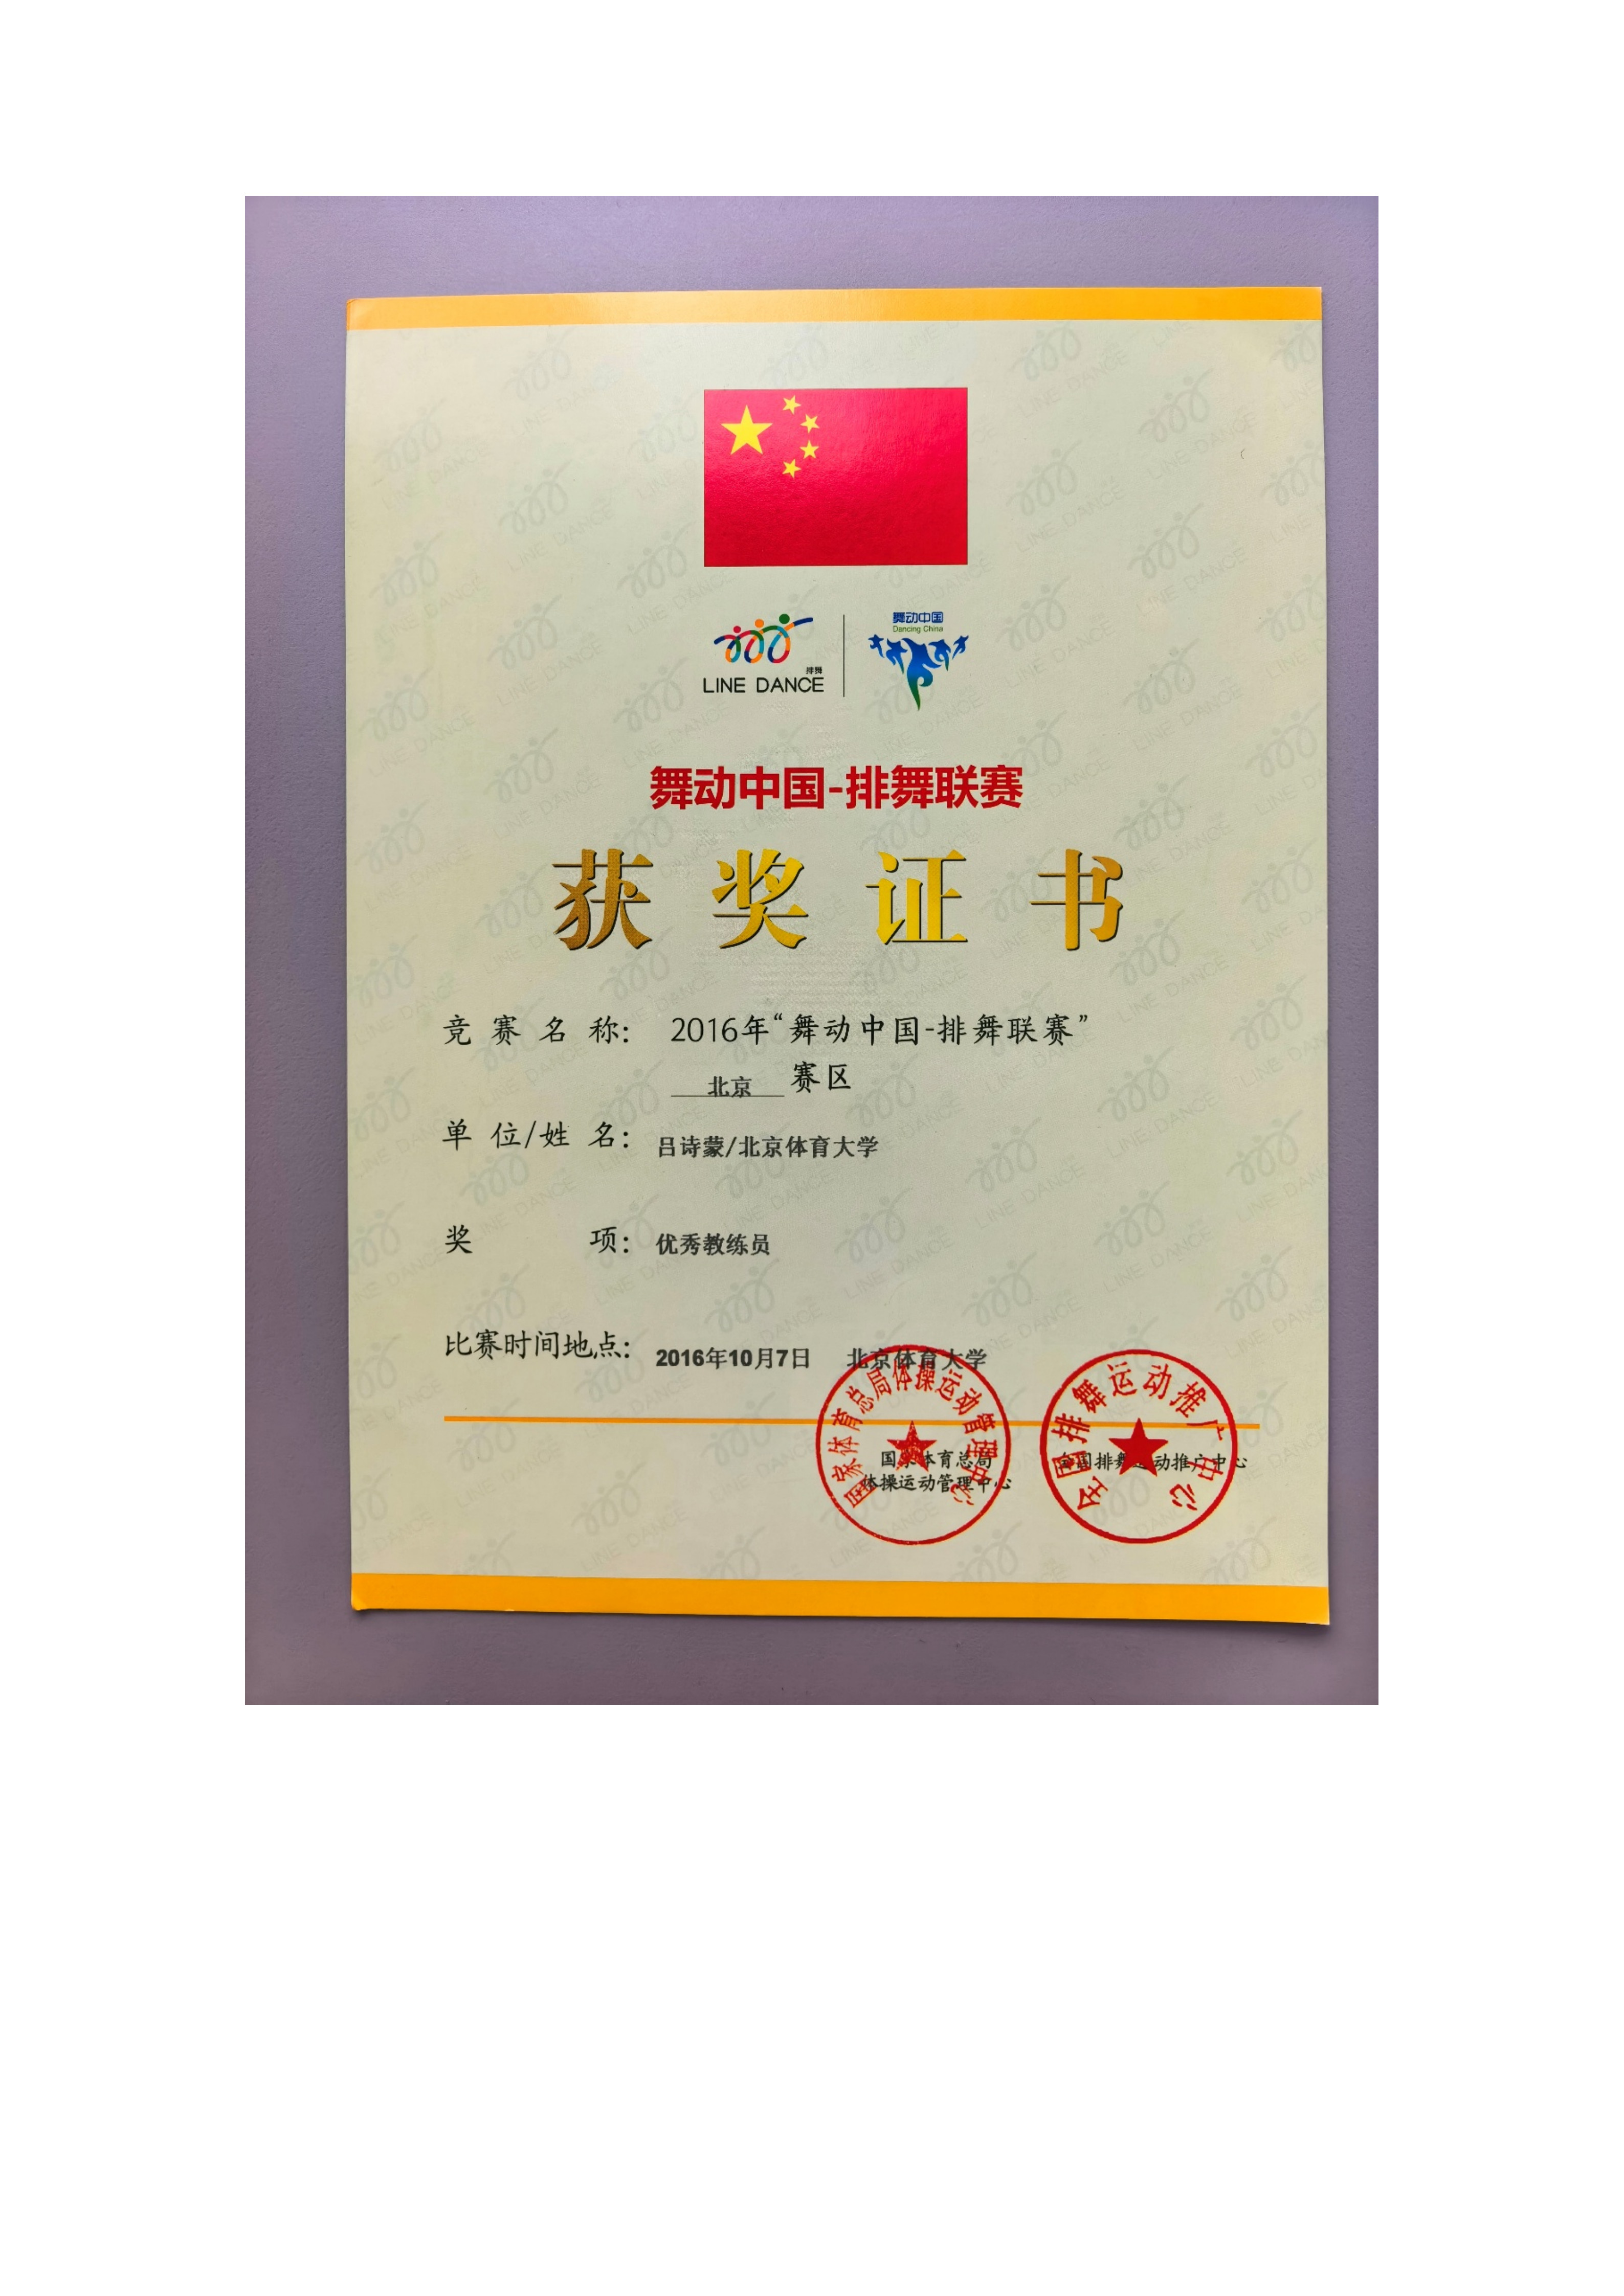 舞动中国
Dancing China
排舞
LINE DANCE
舞动中国-排舞联赛
获奖证书
竞赛名称: 2016年“舞动中国-排舞联赛”
北京 赛区
单位/姓名: 吕诗蒙/北京体育大学
奖项: 优秀教练员
比赛时间地点: 2016年10月7日 北京体育大学
国家体育总局体操运动管理中心
全国排舞运动推广中心
国家体育总局
体操运动管理中心
全国排舞运动推广中心